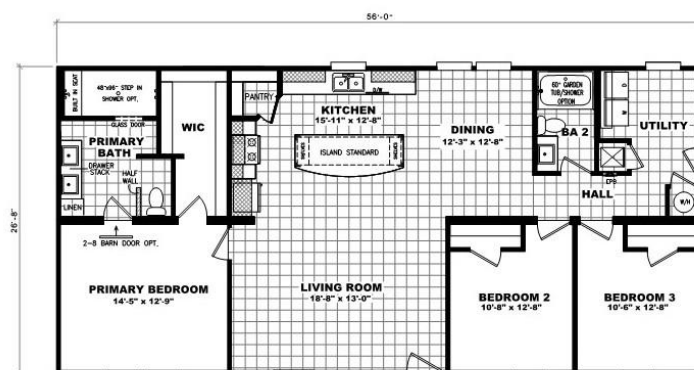 56'-0"
26'-8"
BUILT IN SEAT
48"x96" STEP IN
SHOWER OPT.
GLASS DOOR
PRIMARY
BATH
DRAWER
STACK
HALF
WALL
LINEN
2-8 BARN DOOR OPT.
WIC
PANTRY
D/W
KITCHEN
15'-11" x 12'-8"
ISLAND STANDARD
DINING
12'-3" x 12'-8"
60" GARDEN
TUB/SHOWER
OPTION
BA 2
UTILITY
EPB
HALL
W/H
PRIMARY BEDROOM
14'-5" x 12'-9"
LIVING ROOM
18'-8" x 13'-0"
BEDROOM 2
10'-8" x 12'-8"
BEDROOM 3
10'-6" x 12'-8"